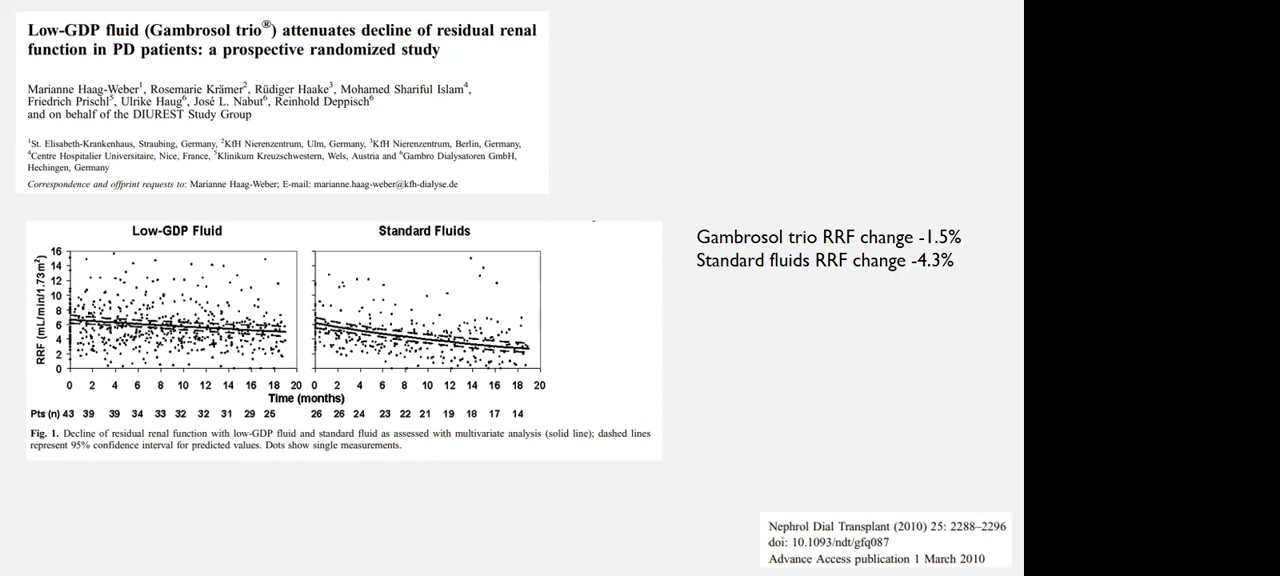 Low-GDP fluid (Gambrosol trio®) attenuates decline of residual renal
function in PD patients: a prospective randomized study
Marianne Haag-Weber1, Rosemarie Krämer2, Rüdiger Haake3, Mohamed Shariful Islam4,
Friedrich Prischl5, Ulrike Haug6, José L. Nabut6, Reinhold Deppisch6
and on behalf of the DIUREST Study Group
1St. Elisabeth-Krankenhaus, Straubing, Germany, 2KfH Nierenzentrum, Ulm, Germany, 3KfH Nierenzentrum, Berlin, Germany,
4Centre Hospitalier Universitaire, Nice, France, 5Klinikum Kreuzschwestern, Wels, Austria and 6Gambro Dialysatoren GmbH,
Hechingen, Germany
Correspondence and offprint requests to: Marianne Haag-Weber; E-mail: marianne.haag-weber@kfh-dialyse.de
Low-GDP Fluid Standard Fluids
RRF (mL/min/1.73m²)
16
14
12
10
8
6
4
2
0
0 2 4 6 8 10 12 14 16 18 20 0 2 4 6 8 10 12 14 16 18 20
Time (months)
Pts (n) 43 39 39 34 33 32 32 31 29 25 26 26 24 23 22 21 19 18 17 14
Fig. 1. Decline of residual renal function with low-GDP fluid and standard fluid as assessed with multivariate analysis (solid line); dashed lines
represent 95% confidence interval for predicted values. Dots show single measurements.
Gambrosol trio RRF change -1.5%
Standard fluids RRF change -4.3%
Nephrol Dial Transplant (2010) 25: 2288–2296
doi: 10.1093/ndt/gfq087
Advance Access publication 1 March 2010